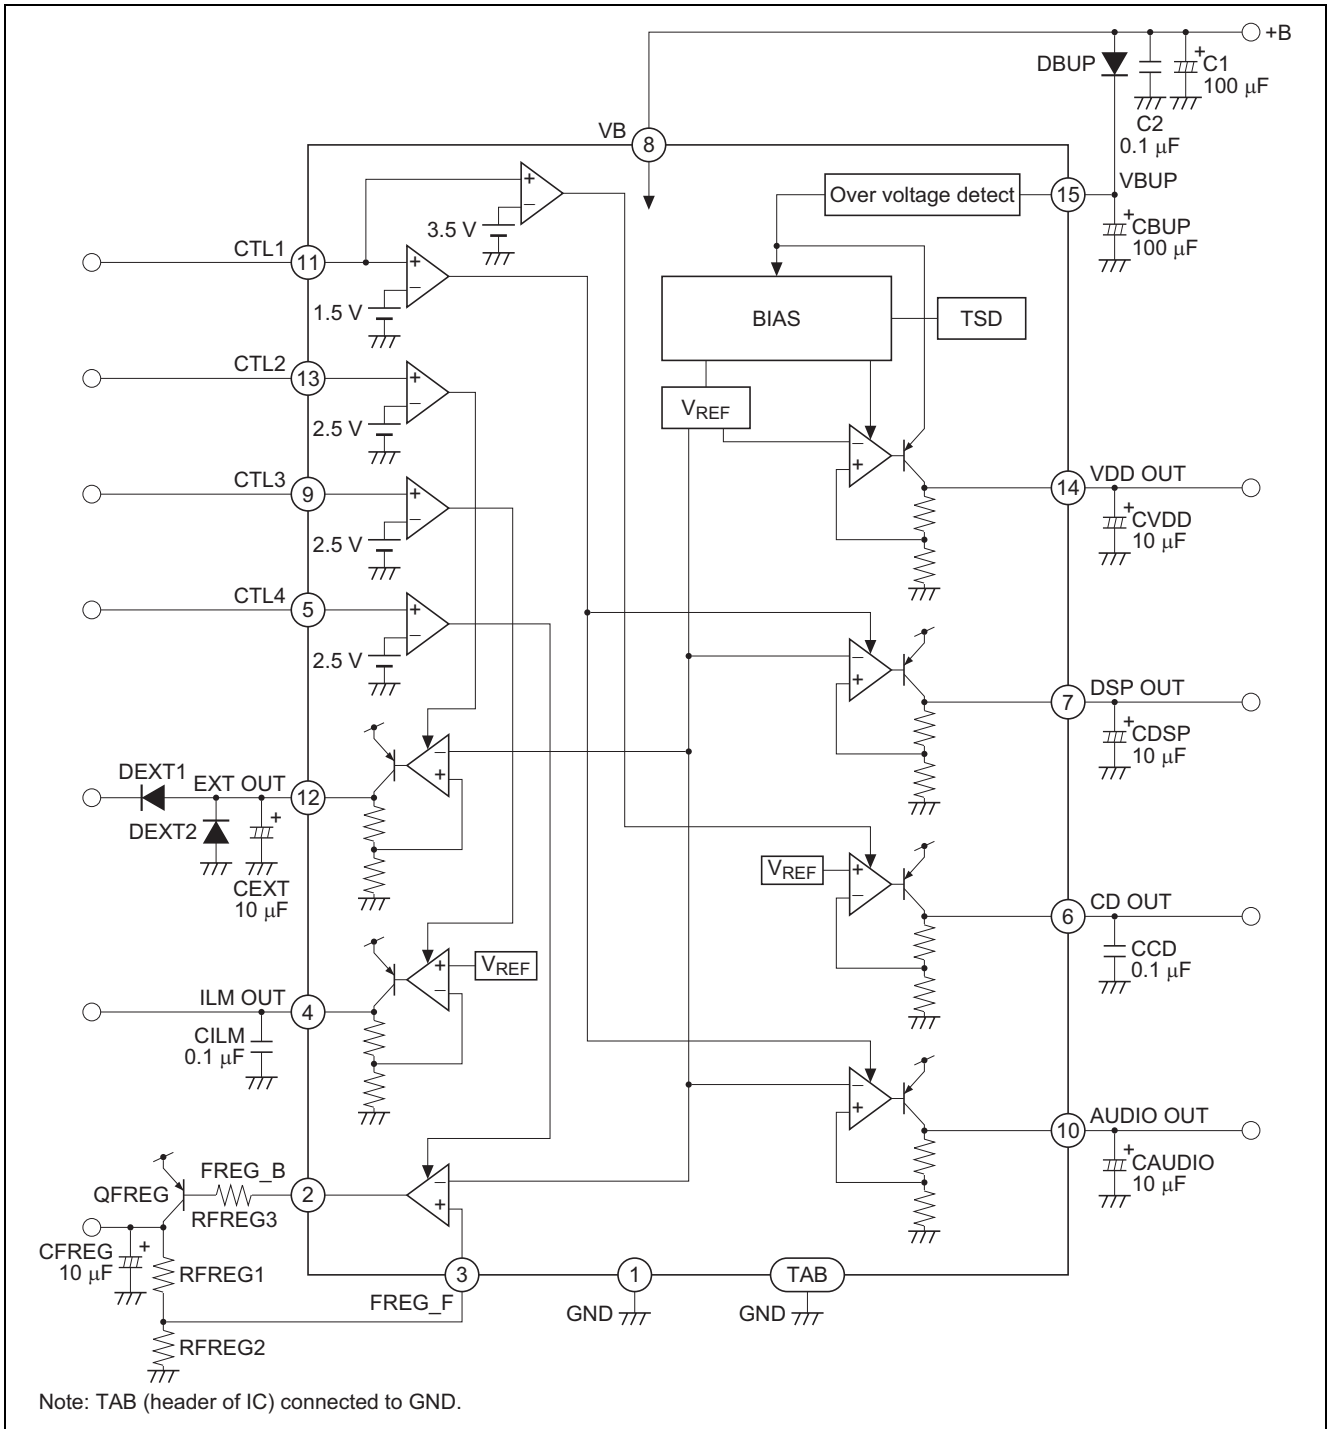 +B
DBUP
+
C1
100 µF
C2
0.1 µF
VB
8
VBUP
15
Over voltage detect
+
CBUP
100 µF
+
−
3.5 V
CTL1
11
+
−
1.5 V
BIAS
TSD
CTL2
13
+
−
2.5 V
VREF
−
+
CTL3
9
+
−
2.5 V
14
VDD OUT
+
CVDD
10 µF
CTL4
5
+
−
2.5 V
−
+
7
DSP OUT
+
CDSP
10 µF
DEXT1
EXT OUT
12
DEXT2
+
CEXT
10 µF
−
+
VREF
+
−
6
CD OUT
CCD
0.1 µF
ILM OUT
4
CILM
0.1 µF
+
−
VREF
−
+
10
AUDIO OUT
+
CAUDIO
10 µF
QFREG
FREG_B
RFREG3
2
−
+
CFREG
10 µF
+
RFREG1
RFREG2
3
FREG_F
1
GND
TAB
GND
Note: TAB (header of IC) connected to GND.